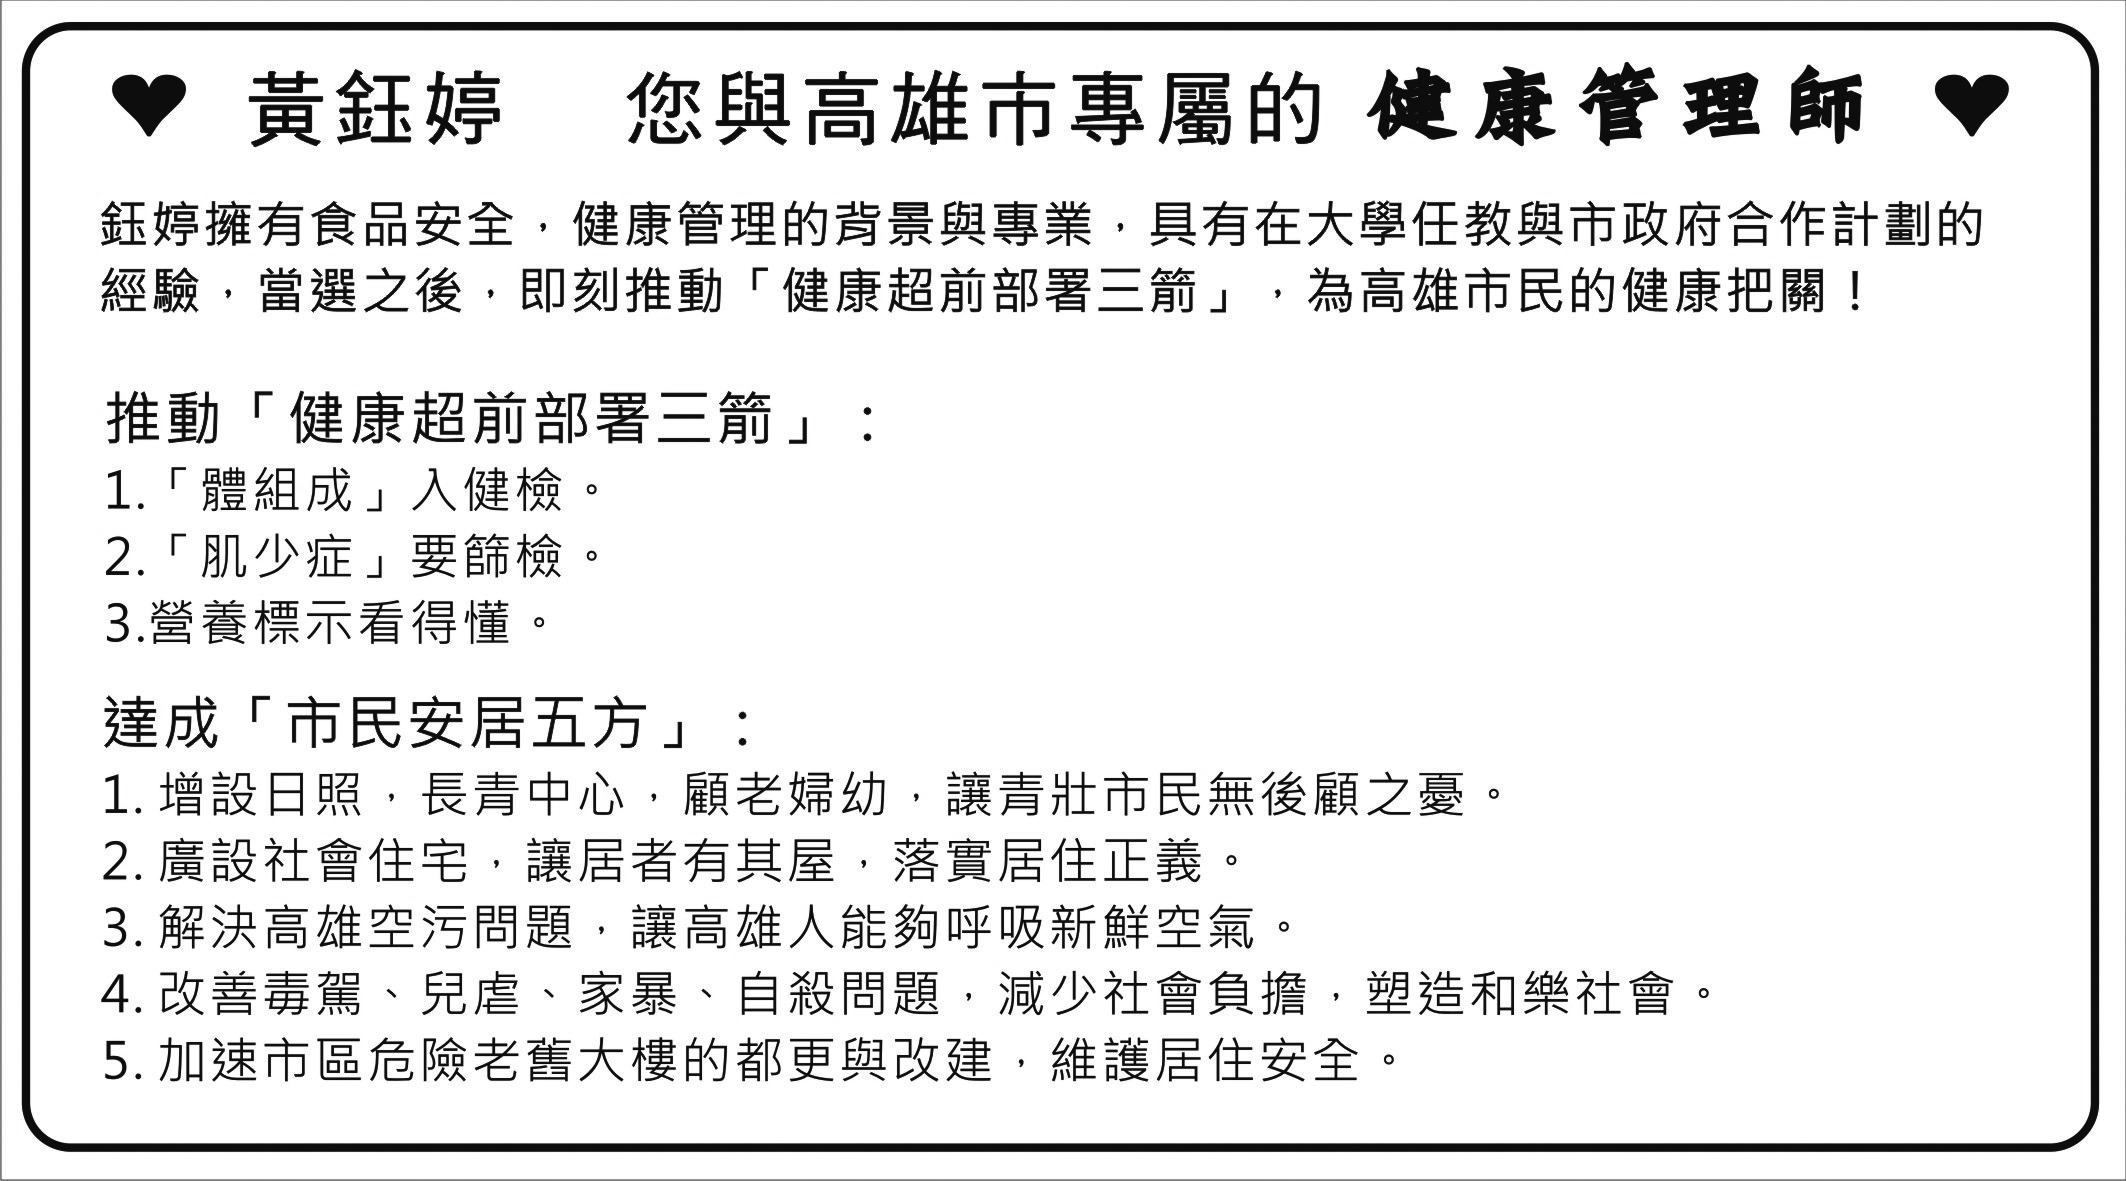 ♥ 黃鈺婷 您與高雄市專屬的 健康管理師 ♥
鈺婷擁有食品安全，健康管理的背景與專業，具有在大學任教與市政府合作計劃的
經驗，當選之後，即刻推動「健康超前部署三箭」，為高雄市民的健康把關！
推動「健康超前部署三箭」：
1.「體組成」入健檢。
2.「肌少症」要篩檢。
3.營養標示看得懂。
達成「市民安居五方」：
1. 增設日照，長青中心，顧老婦幼，讓青壯市民無後顧之憂。
2. 廣設社會住宅，讓居者有其屋，落實居住正義。
3. 解決高雄空污問題，讓高雄人能夠呼吸新鮮空氣。
4. 改善毒駕、兒虐、家暴、自殺問題，減少社會負擔，塑造和樂社會。
5. 加速市區危險老舊大樓的都更與改建，維護居住安全。